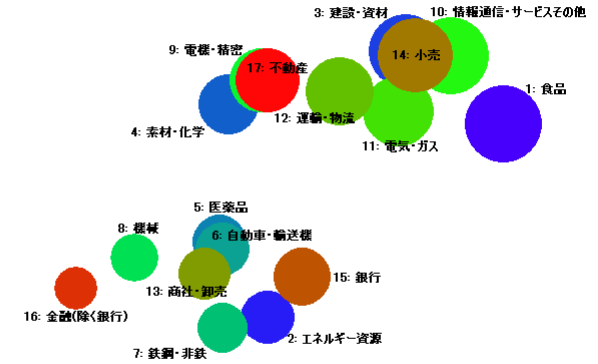 3: 建設・資材
10: 情報通信・サービスその他
9: 電機・精密
14: 小売
17: 不動産
1: 食品
4: 素材・化学
12: 運輸・物流
11: 電気・ガス
5: 医薬品
8: 機械
6: 自動車・輸送機
15: 銀行
13: 商社・卸売
16: 金融(除く銀行)
2: エネルギー資源
7: 鉄鋼・非鉄